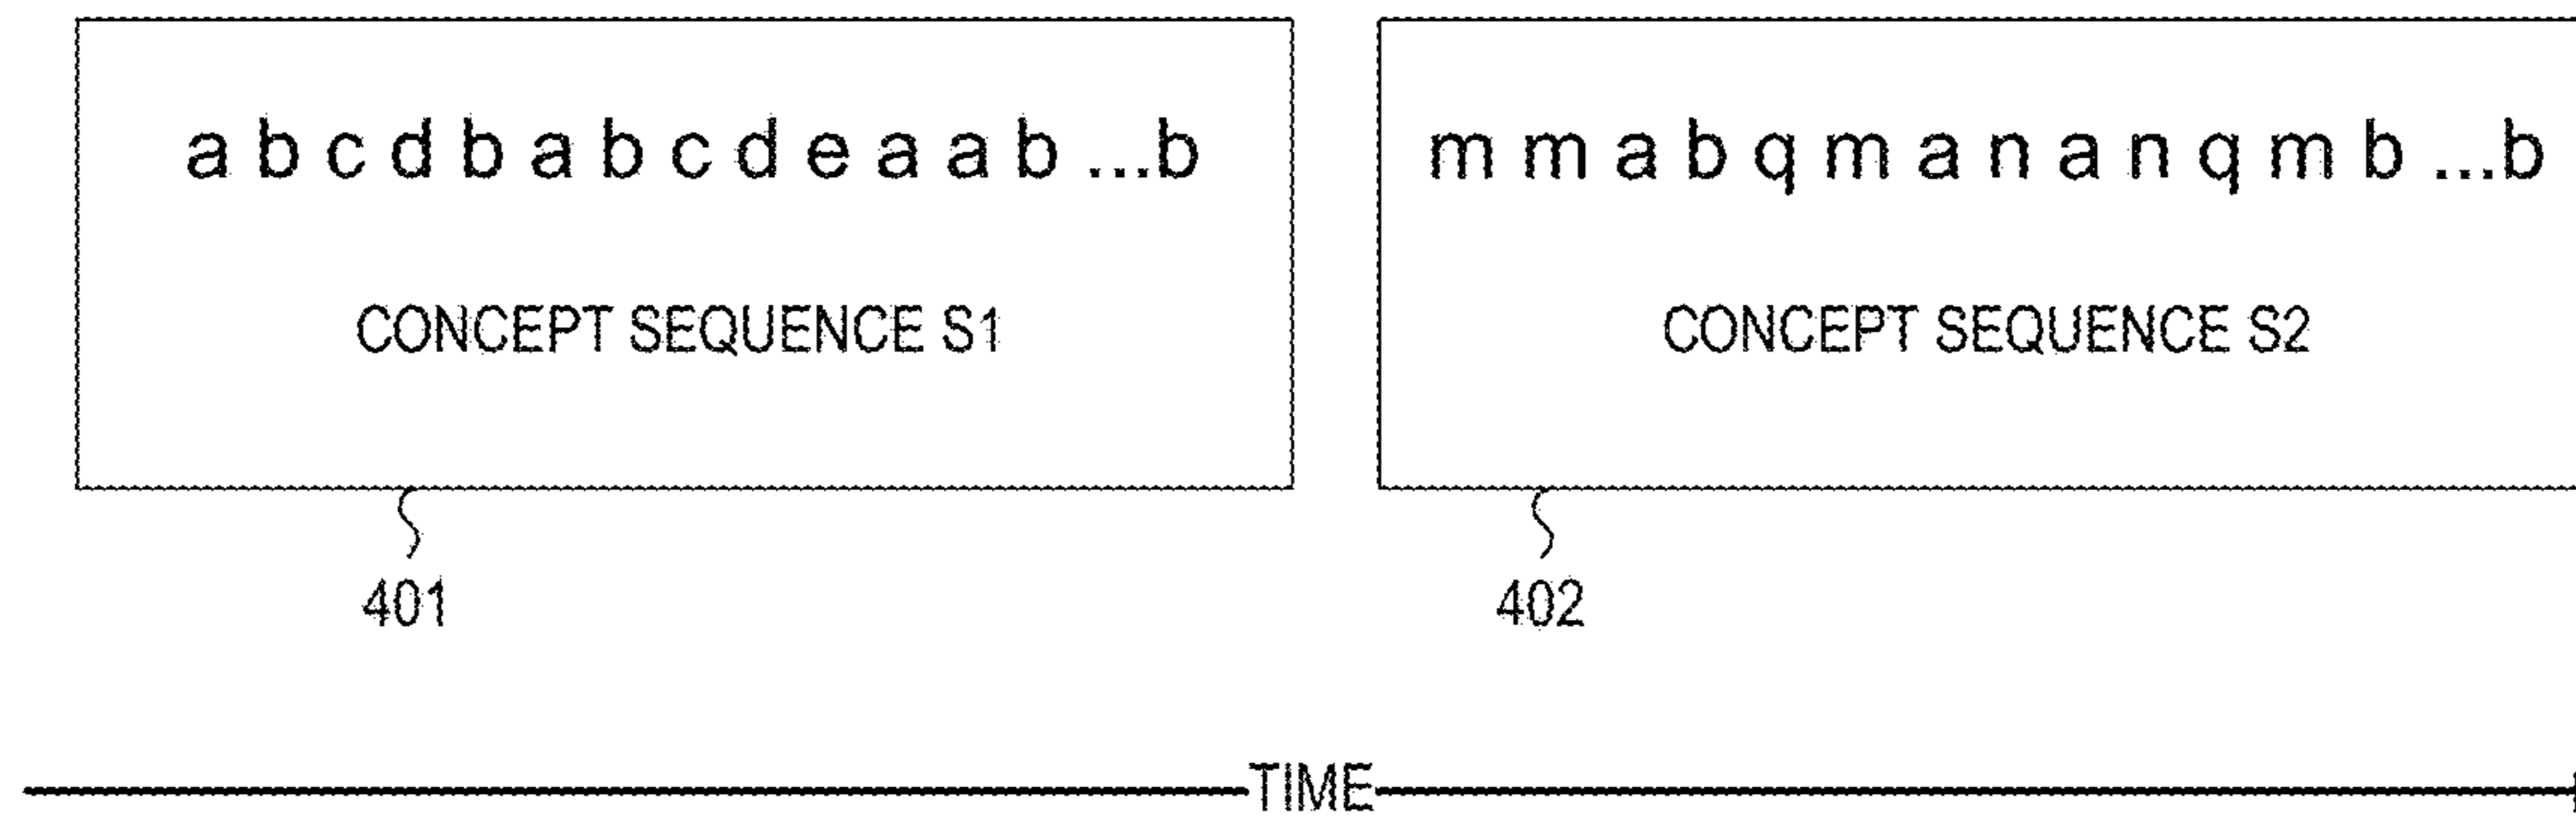 a b c d b a b c d e a a b ...b
CONCEPT SEQUENCE S1
401
m m a b q m a n a n q m b ...b
CONCEPT SEQUENCE S2
402
TIME